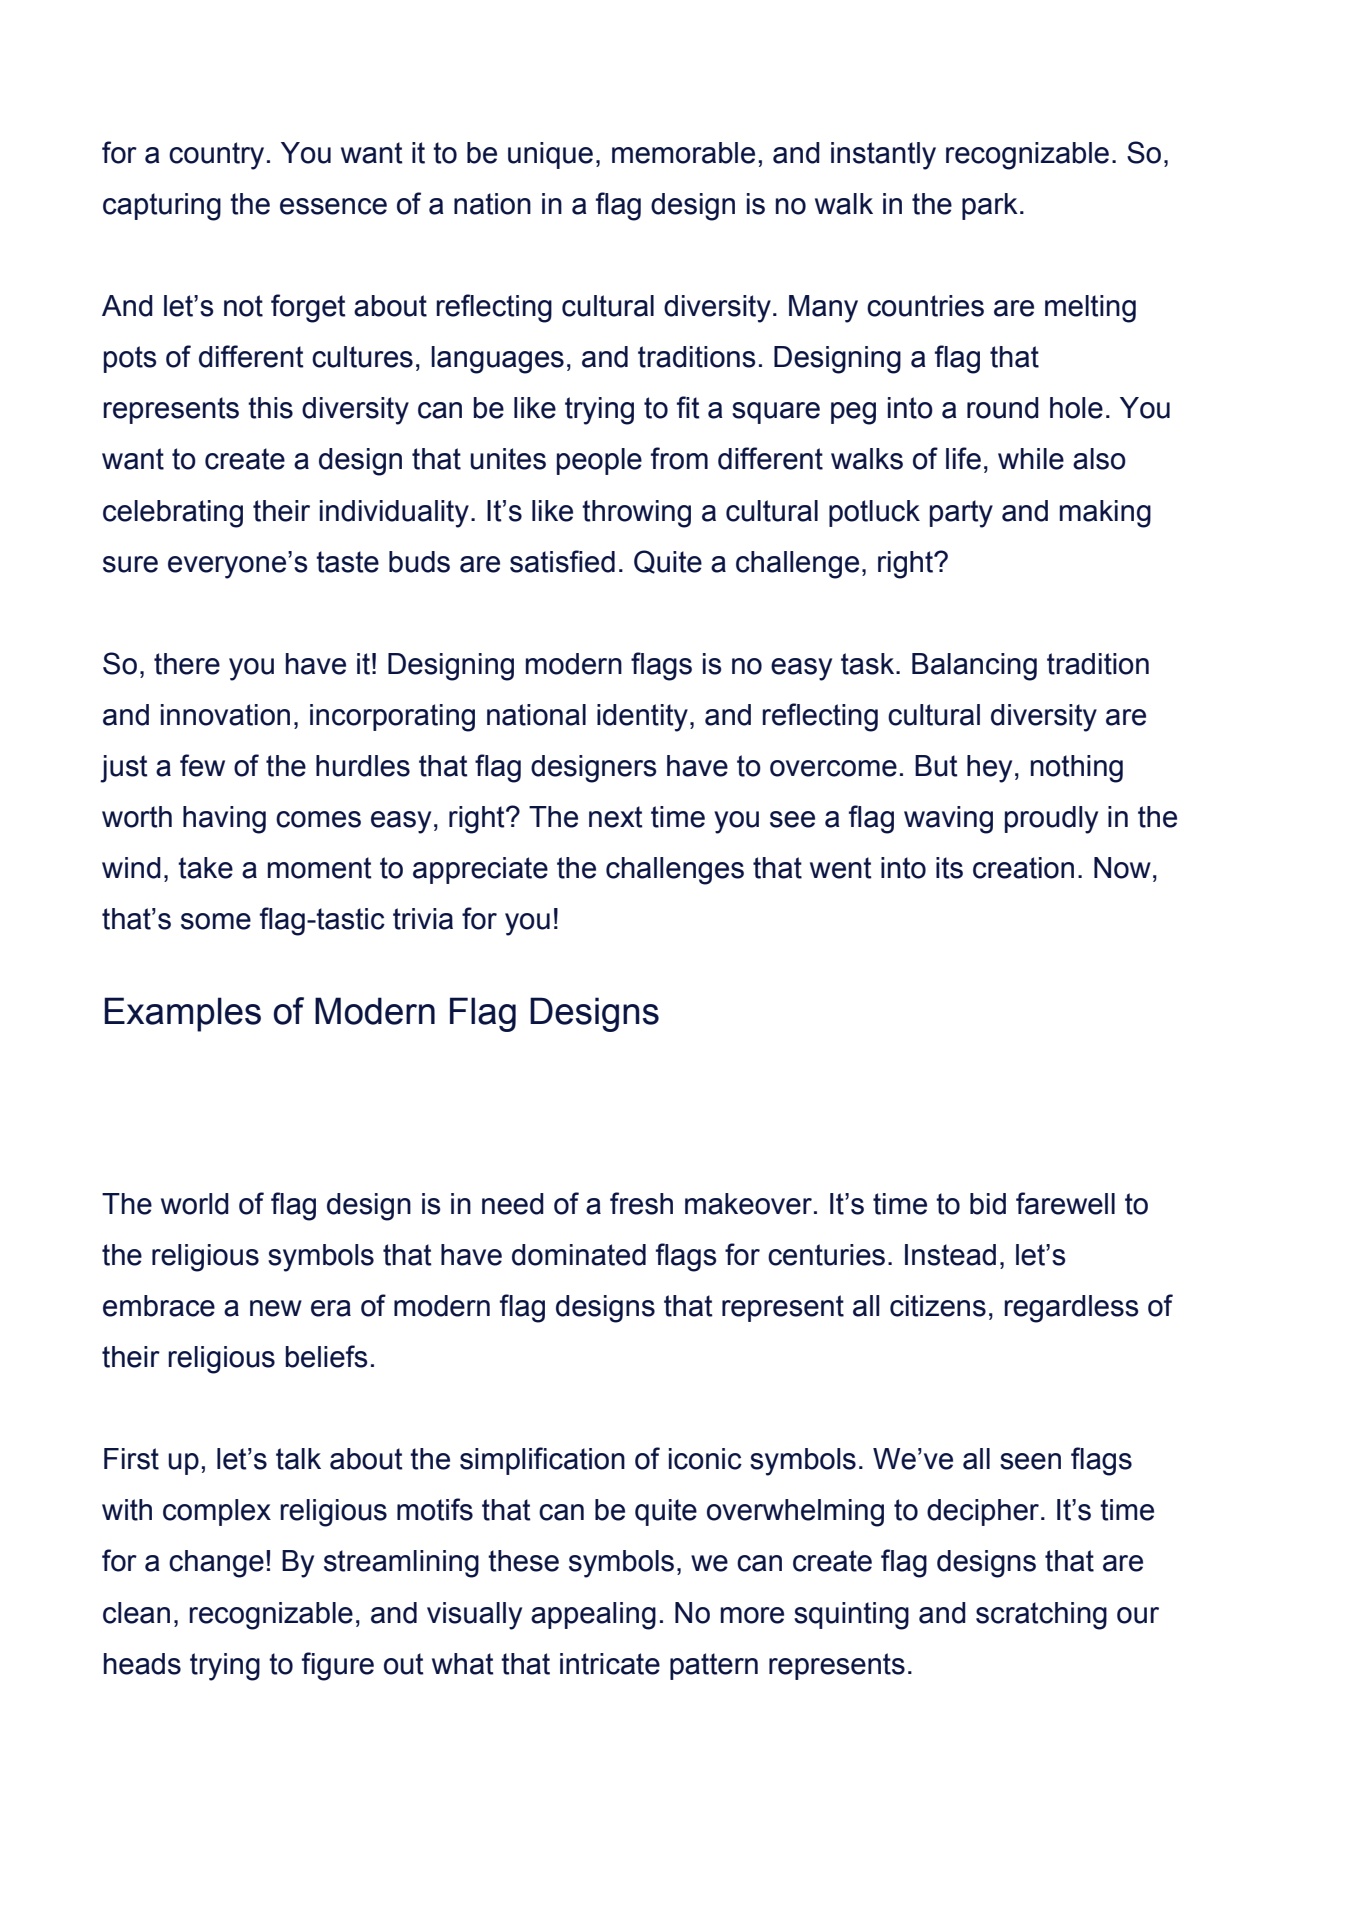 for a country. You want it to be unique, memorable, and instantly recognizable. So,
capturing the essence of a nation in a flag design is no walk in the park.
And let’s not forget about reflecting cultural diversity. Many countries are melting
pots of different cultures, languages, and traditions. Designing a flag that
represents this diversity can be like trying to fit a square peg into a round hole. You
want to create a design that unites people from different walks of life, while also
celebrating their individuality. It’s like throwing a cultural potluck party and making
sure everyone’s taste buds are satisfied. Quite a challenge, right?
So, there you have it! Designing modern flags is no easy task. Balancing tradition
and innovation, incorporating national identity, and reflecting cultural diversity are
just a few of the hurdles that flag designers have to overcome. But hey, nothing
worth having comes easy, right? The next time you see a flag waving proudly in the
wind, take a moment to appreciate the challenges that went into its creation. Now,
that’s some flag-tastic trivia for you!
Examples of Modern Flag Designs
The world of flag design is in need of a fresh makeover. It’s time to bid farewell to
the religious symbols that have dominated flags for centuries. Instead, let’s
embrace a new era of modern flag designs that represent all citizens, regardless of
their religious beliefs.
First up, let’s talk about the simplification of iconic symbols. We’ve all seen flags
with complex religious motifs that can be quite overwhelming to decipher. It’s time
for a change! By streamlining these symbols, we can create flag designs that are
clean, recognizable, and visually appealing. No more squinting and scratching our
heads trying to figure out what that intricate pattern represents.